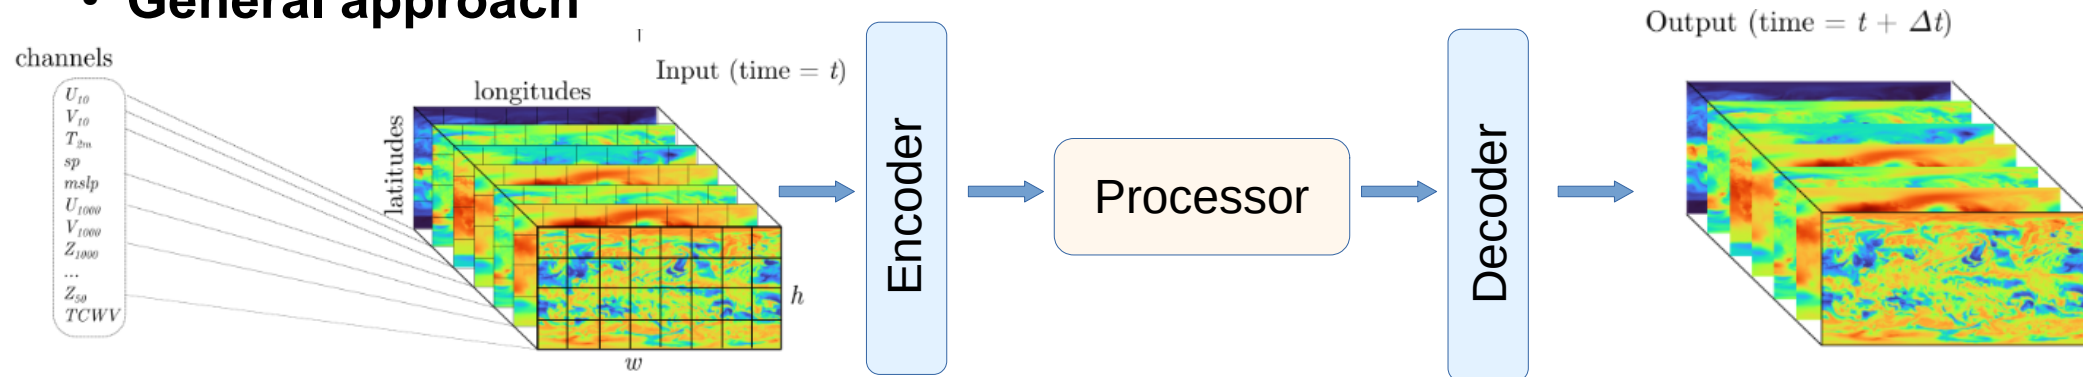 • General approach
channels
U10
V10
T2m
sp
mslp
U1000
V1000
Z1000
...
Z50
TCWV
latitudes
longitudes
Input (time = t)
h
w
Encoder
Processor
Decoder
Output (time = t + Δt)